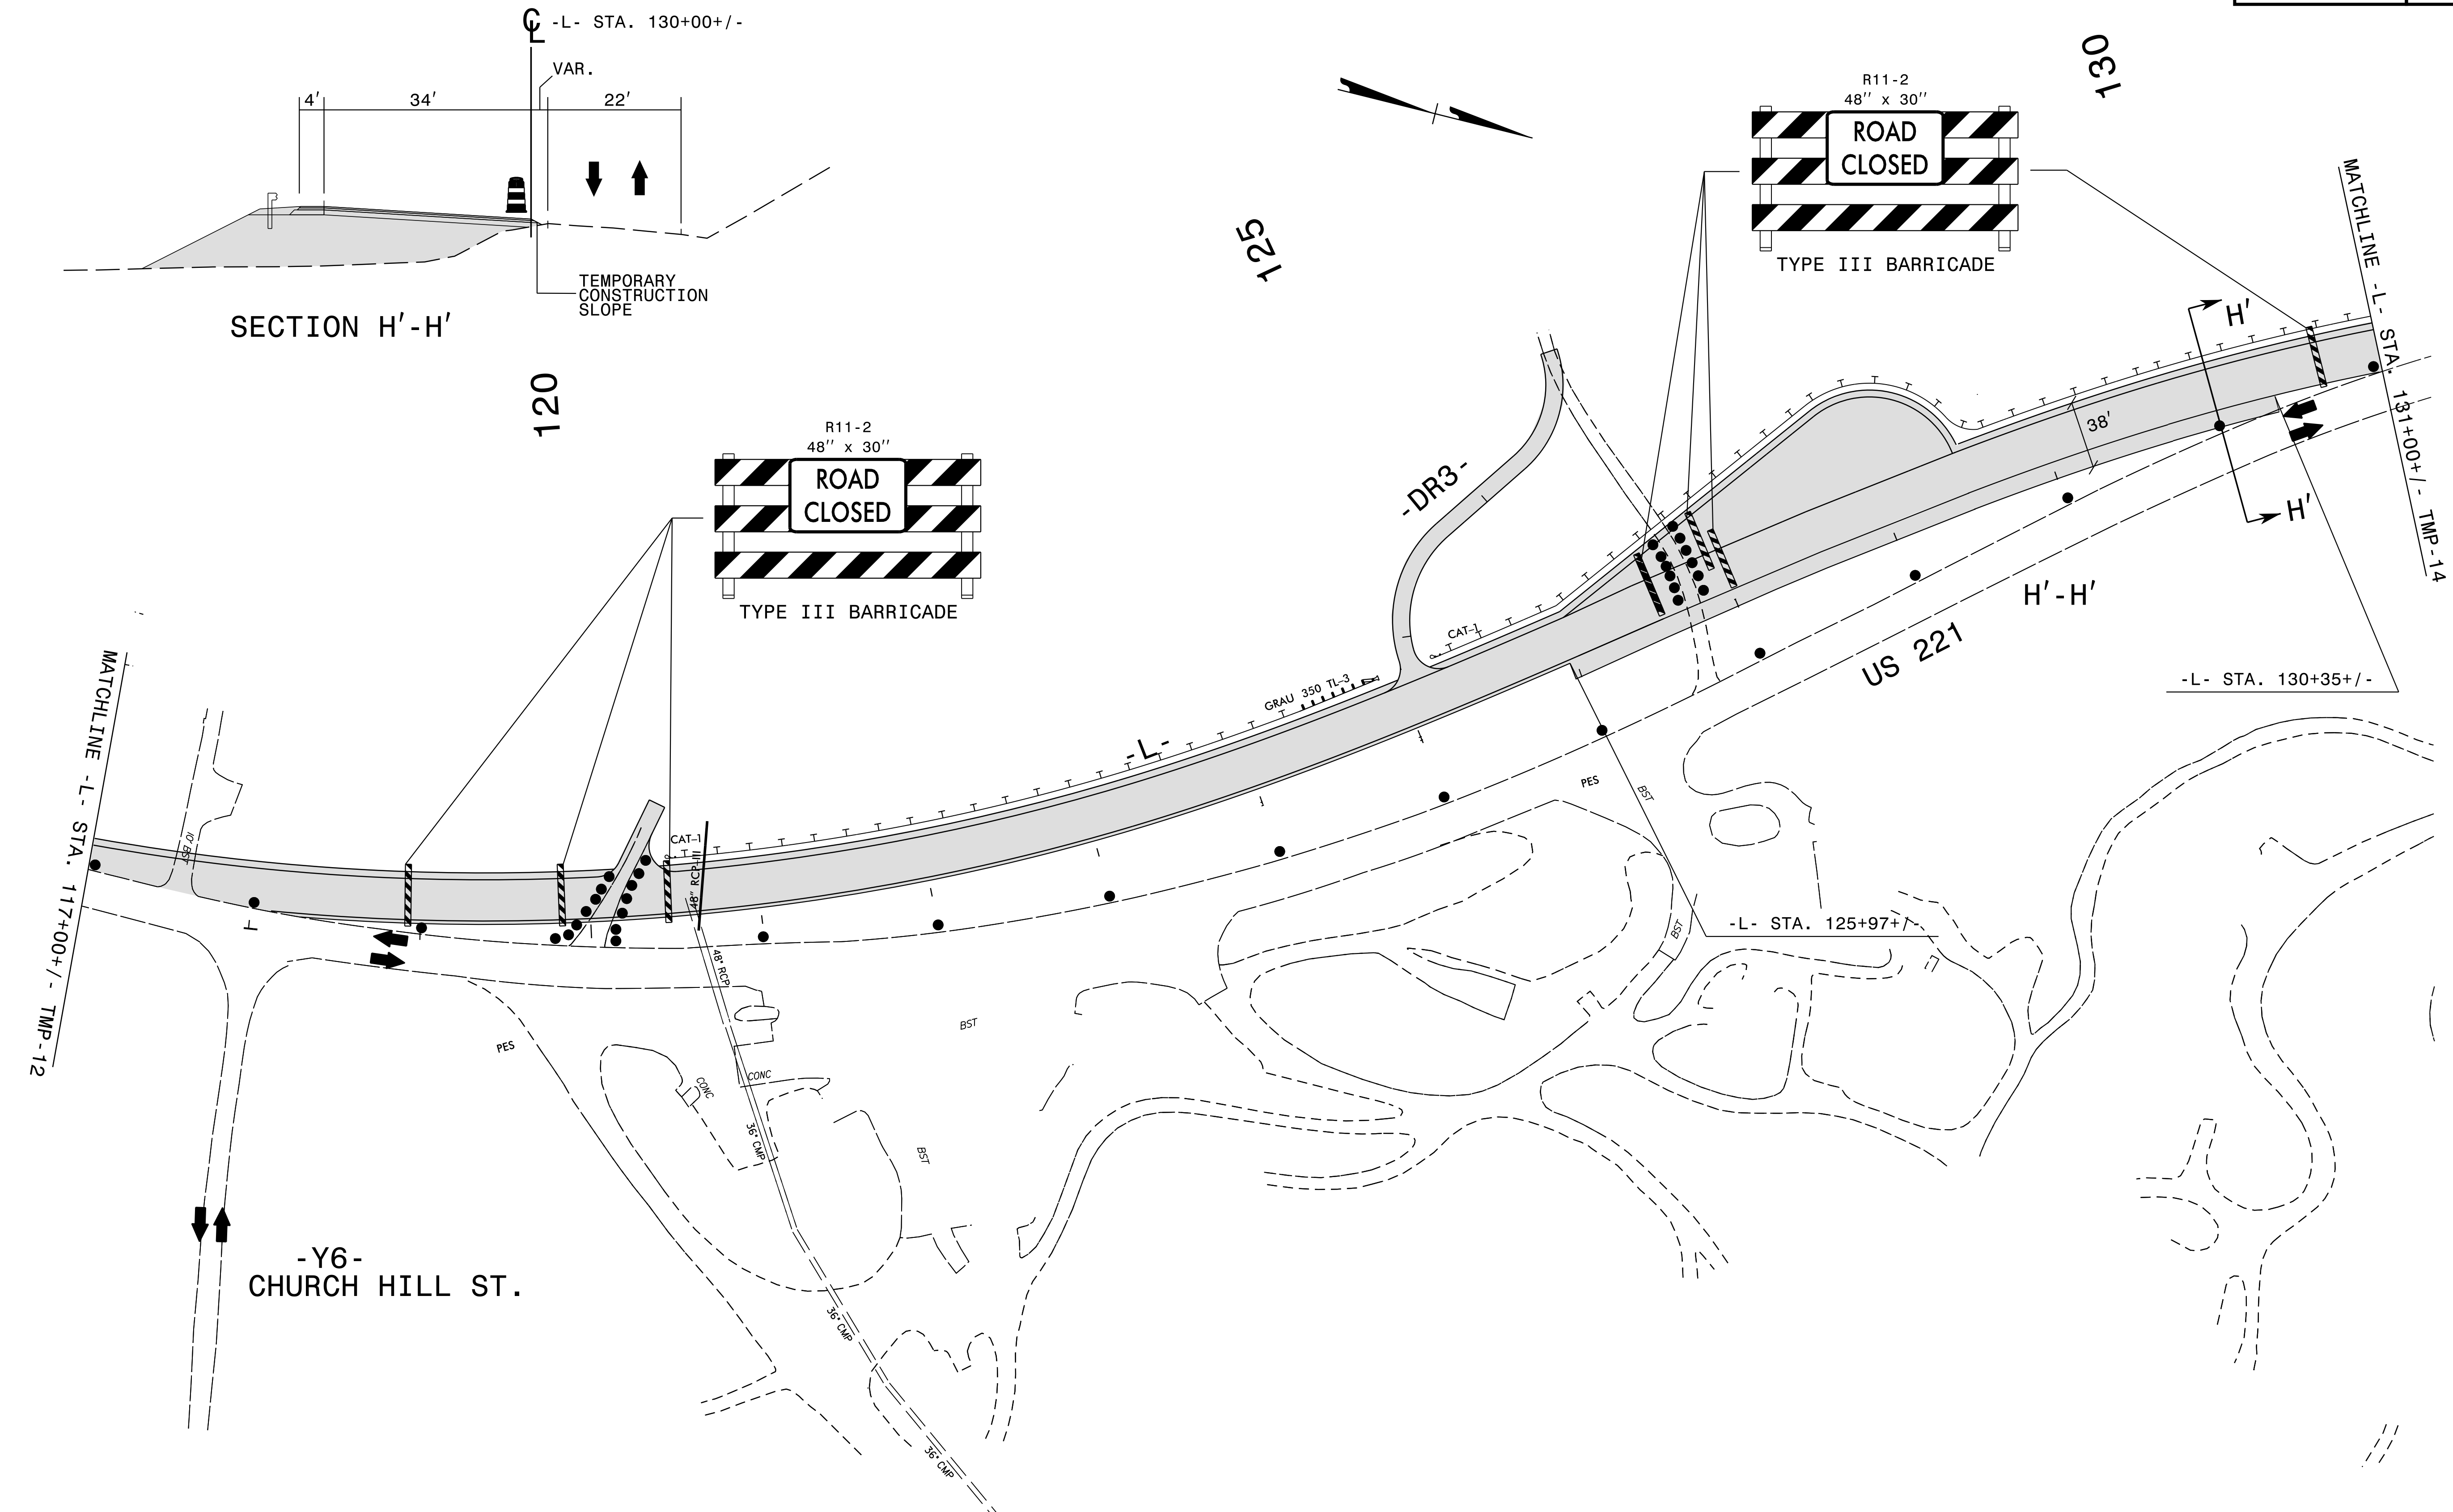 ℄ -L- STA. 130+00+/-
VAR.
4'
34'
22'
TEMPORARY
CONSTRUCTION
SLOPE
SECTION H'-H'
120
125
130
R11-2
48'' x 30''
ROAD
CLOSED
TYPE III BARRICADE
R11-2
48'' x 30''
ROAD
CLOSED
TYPE III BARRICADE
MATCHLINE -L- STA. 131+00+/- TMP-14
H'
H'
38'
H'-H'
US 221
-L- STA. 130+35+/-
-DR3-
CAT-1
GRAU 350 TL-3
-L-
MATCHLINE -L- STA. 117+00+/- TMP-12
10' BST
CAT-1
48" RCP-III
48" RCP
PES
BST
-L- STA. 125+97+/-
BST
BST
PES
CONC
CONC
36" CMP
BST
-Y6-
CHURCH HILL ST.
36" CMP
36" CMP